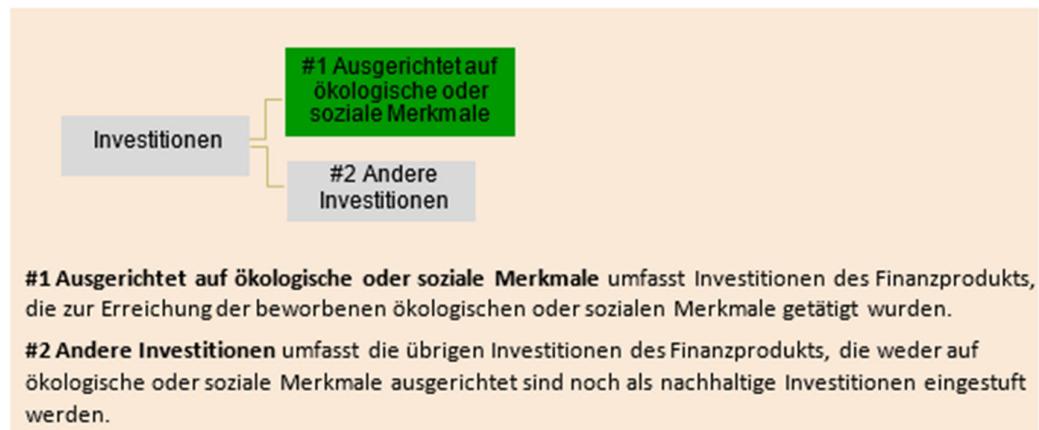 #1 Ausgerichtet auf
ökologische oder
soziale Merkmale
Investitionen
#2 Andere
Investitionen
#1 Ausgerichtet auf ökologische oder soziale Merkmale umfasst Investitionen des Finanzprodukts,
die zur Erreichung der beworbenen ökologischen oder sozialen Merkmale getätigt wurden.
#2 Andere Investitionen umfasst die übrigen Investitionen des Finanzprodukts, die weder auf
ökologische oder soziale Merkmale ausgerichtet sind noch als nachhaltige Investitionen eingestuft
werden.